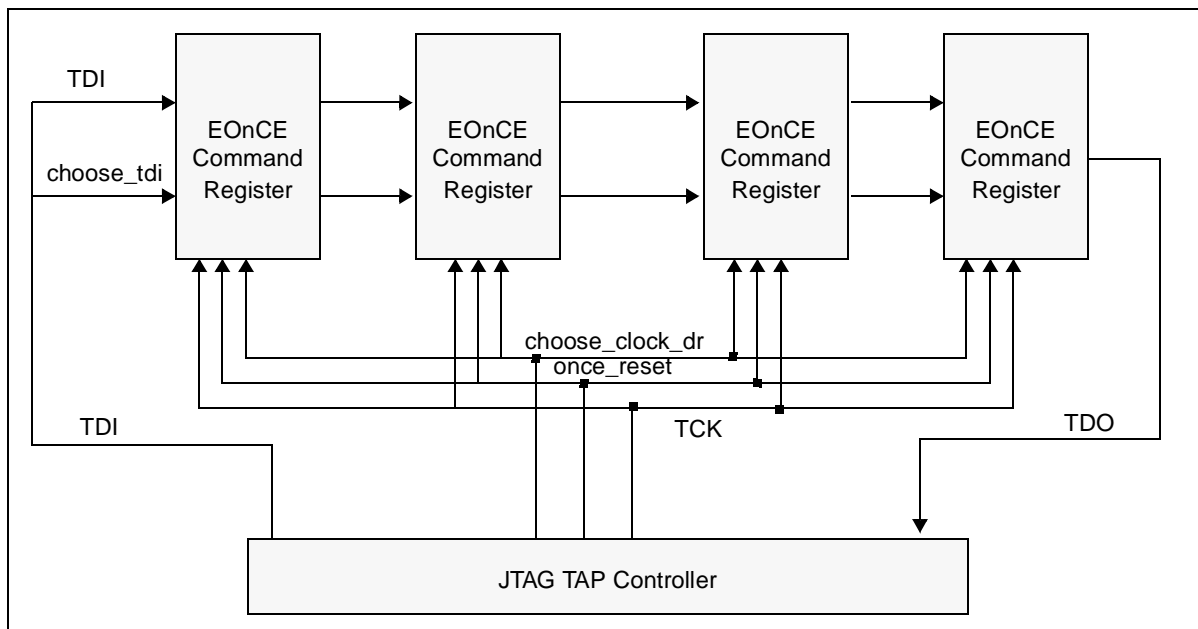 TDI
choose_tdi
EOnCE
Command
Register
EOnCE
Command
Register
EOnCE
Command
Register
EOnCE
Command
Register
choose_clock_dr
once_reset
TCK
TDI
TDO
JTAG TAP Controller